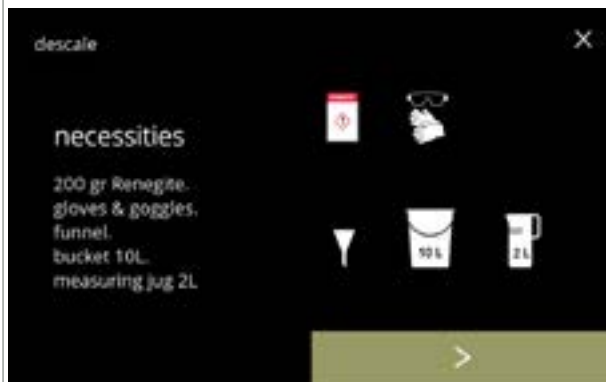 descale
necessities
200 gr Renegite.
gloves & goggles.
funnel.
bucket 10L.
measuring jug 2L
10 L
2 L